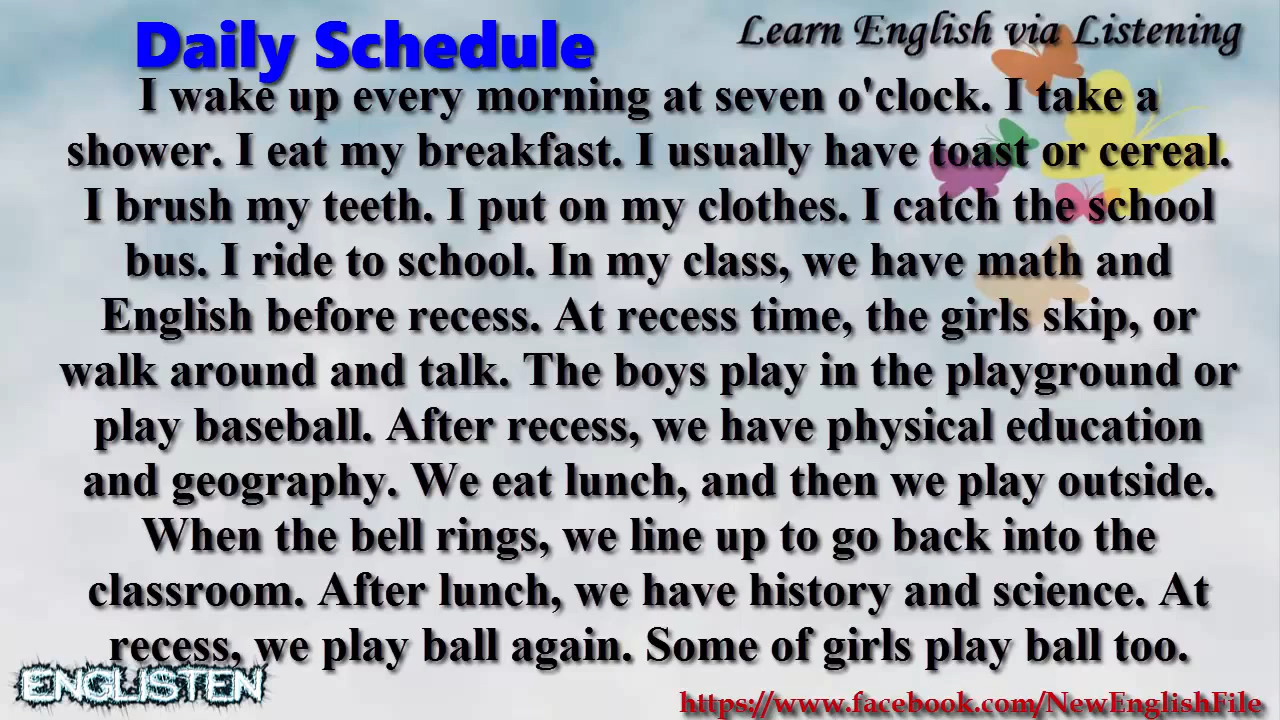 Daily Schedule
Learn English via Listening
I wake up every morning at seven o'clock. I take a
shower. I eat my breakfast. I usually have toast or cereal.
I brush my teeth. I put on my clothes. I catch the school
bus. I ride to school. In my class, we have math and
English before recess. At recess time, the girls skip, or
walk around and talk. The boys play in the playground or
play baseball. After recess, we have physical education
and geography. We eat lunch, and then we play outside.
When the bell rings, we line up to go back into the
classroom. After lunch, we have history and science. At
recess, we play ball again. Some of girls play ball too.
ENGLISTEN
https://www.facebook.com/NewEnglishFile